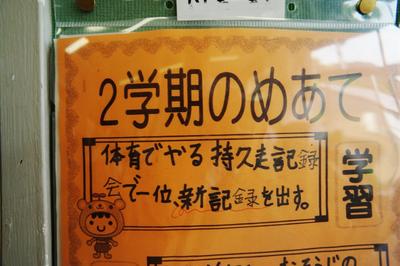 2学期のめあて
体育でやる持久走記録
会で一位、新記録を出す。
学習